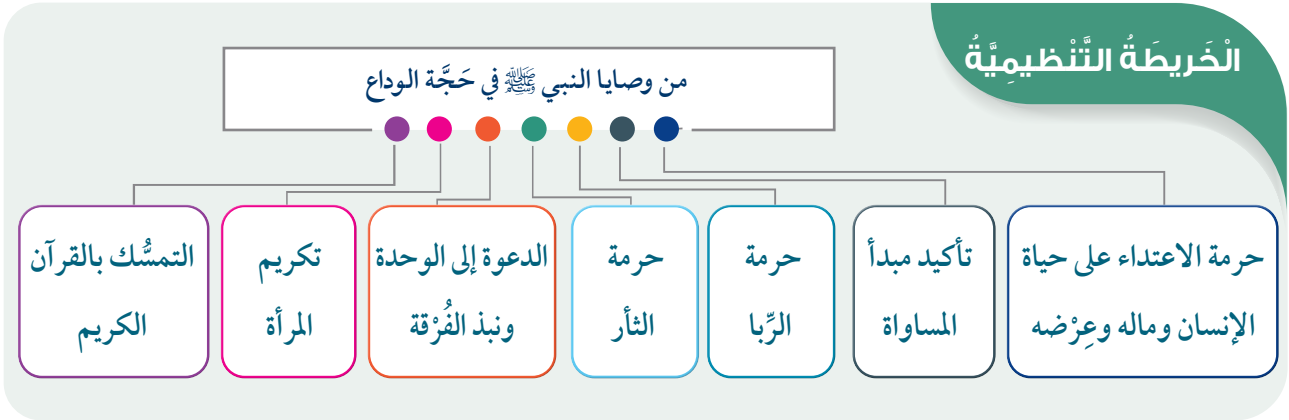 الْخَريطَةُ التَّنْظيمِيَّةُ
من وصايا النبي ﷺ في حَجَّة الوداع
حرمة الاعتداء على حياة
الإنسان وماله وعِرْضه
تأكيد مبدأ
المساواة
حرمة
الرِّبا
حرمة
الثأر
الدعوة إلى الوحدة
ونبذ الفُرْقة
تكريم
المرأة
التمسُّك بالقرآن
الكريم